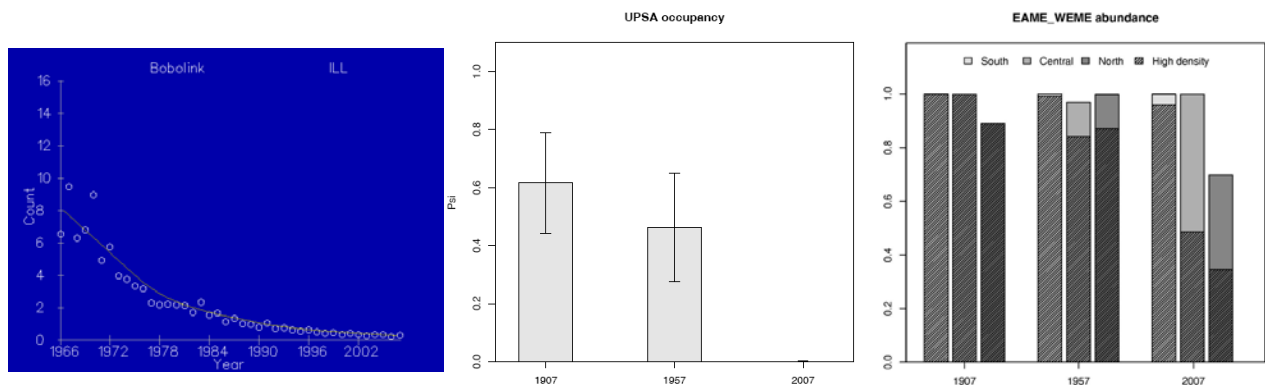 Bobolink ILL
16
14
12
10
8
6
4
2
0
Count
1966 1972 1978 1984 1990 1996 2002
Year
UPSA occupancy
1.0
0.8
0.6
0.4
0.2
0.0
Psi
1907 1957 2007
EAME_WEME abundance
South Central North High density
1.0
0.8
0.6
0.4
0.2
0.0
1907 1957 2007